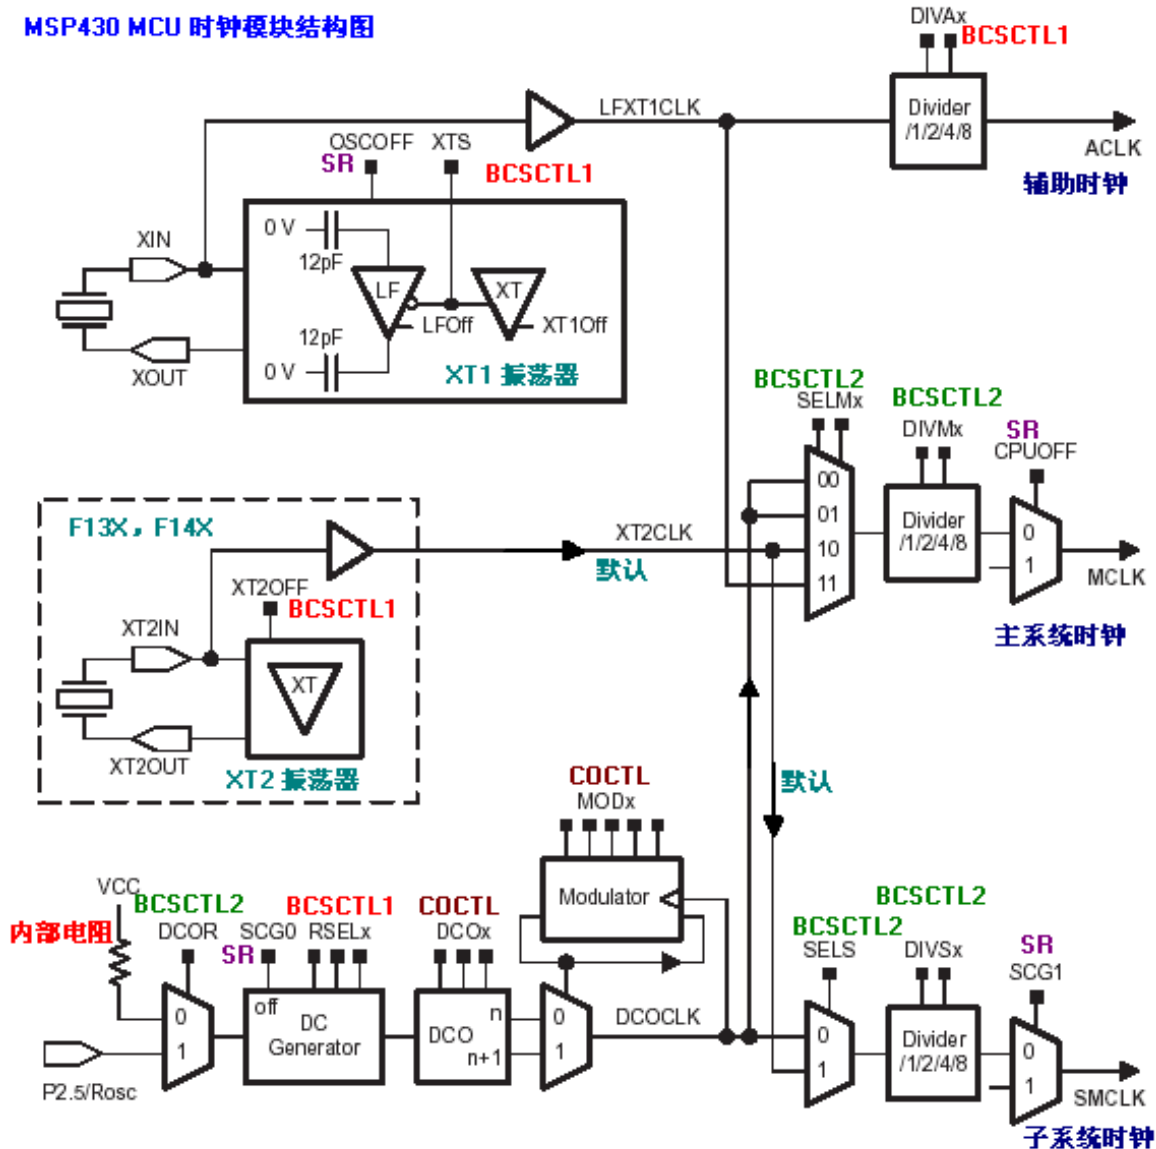 MSP430 MCU 时钟模块结构图
DIVAx
BCSCTL1
LFXT1CLK
Divider
/1/2/4/8
ACLK
辅助时钟
OSCOFF
XTS
SR
BCSCTL1
XIN
0 V
12pF
LF
XT
LFOff
XT1Off
12pF
0 V
XOUT
XT1 振荡器
BCSCTL2
SELMx
BCSCTL2
DIVMx
SR
CPUOFF
00
01
10
11
Divider
/1/2/4/8
0
1
MCLK
主系统时钟
F13X，F14X
XT2CLK
默认
XT2OFF
BCSCTL1
XT2IN
XT
XT2OUT
XT2 振荡器
默认
COCTL
MODx
Modulator
VCC
内部电阻
BCSCTL2
DCOR
SR
SCG0
BCSCTL1
RSELx
COCTL
DCOx
0
1
off
DC
Generator
DCO
n
n+1
0
1
DCOCLK
P2.5/Rosc
BCSCTL2
SELS
BCSCTL2
DIVSx
SR
SCG1
0
1
Divider
/1/2/4/8
0
1
SMCLK
子系统时钟